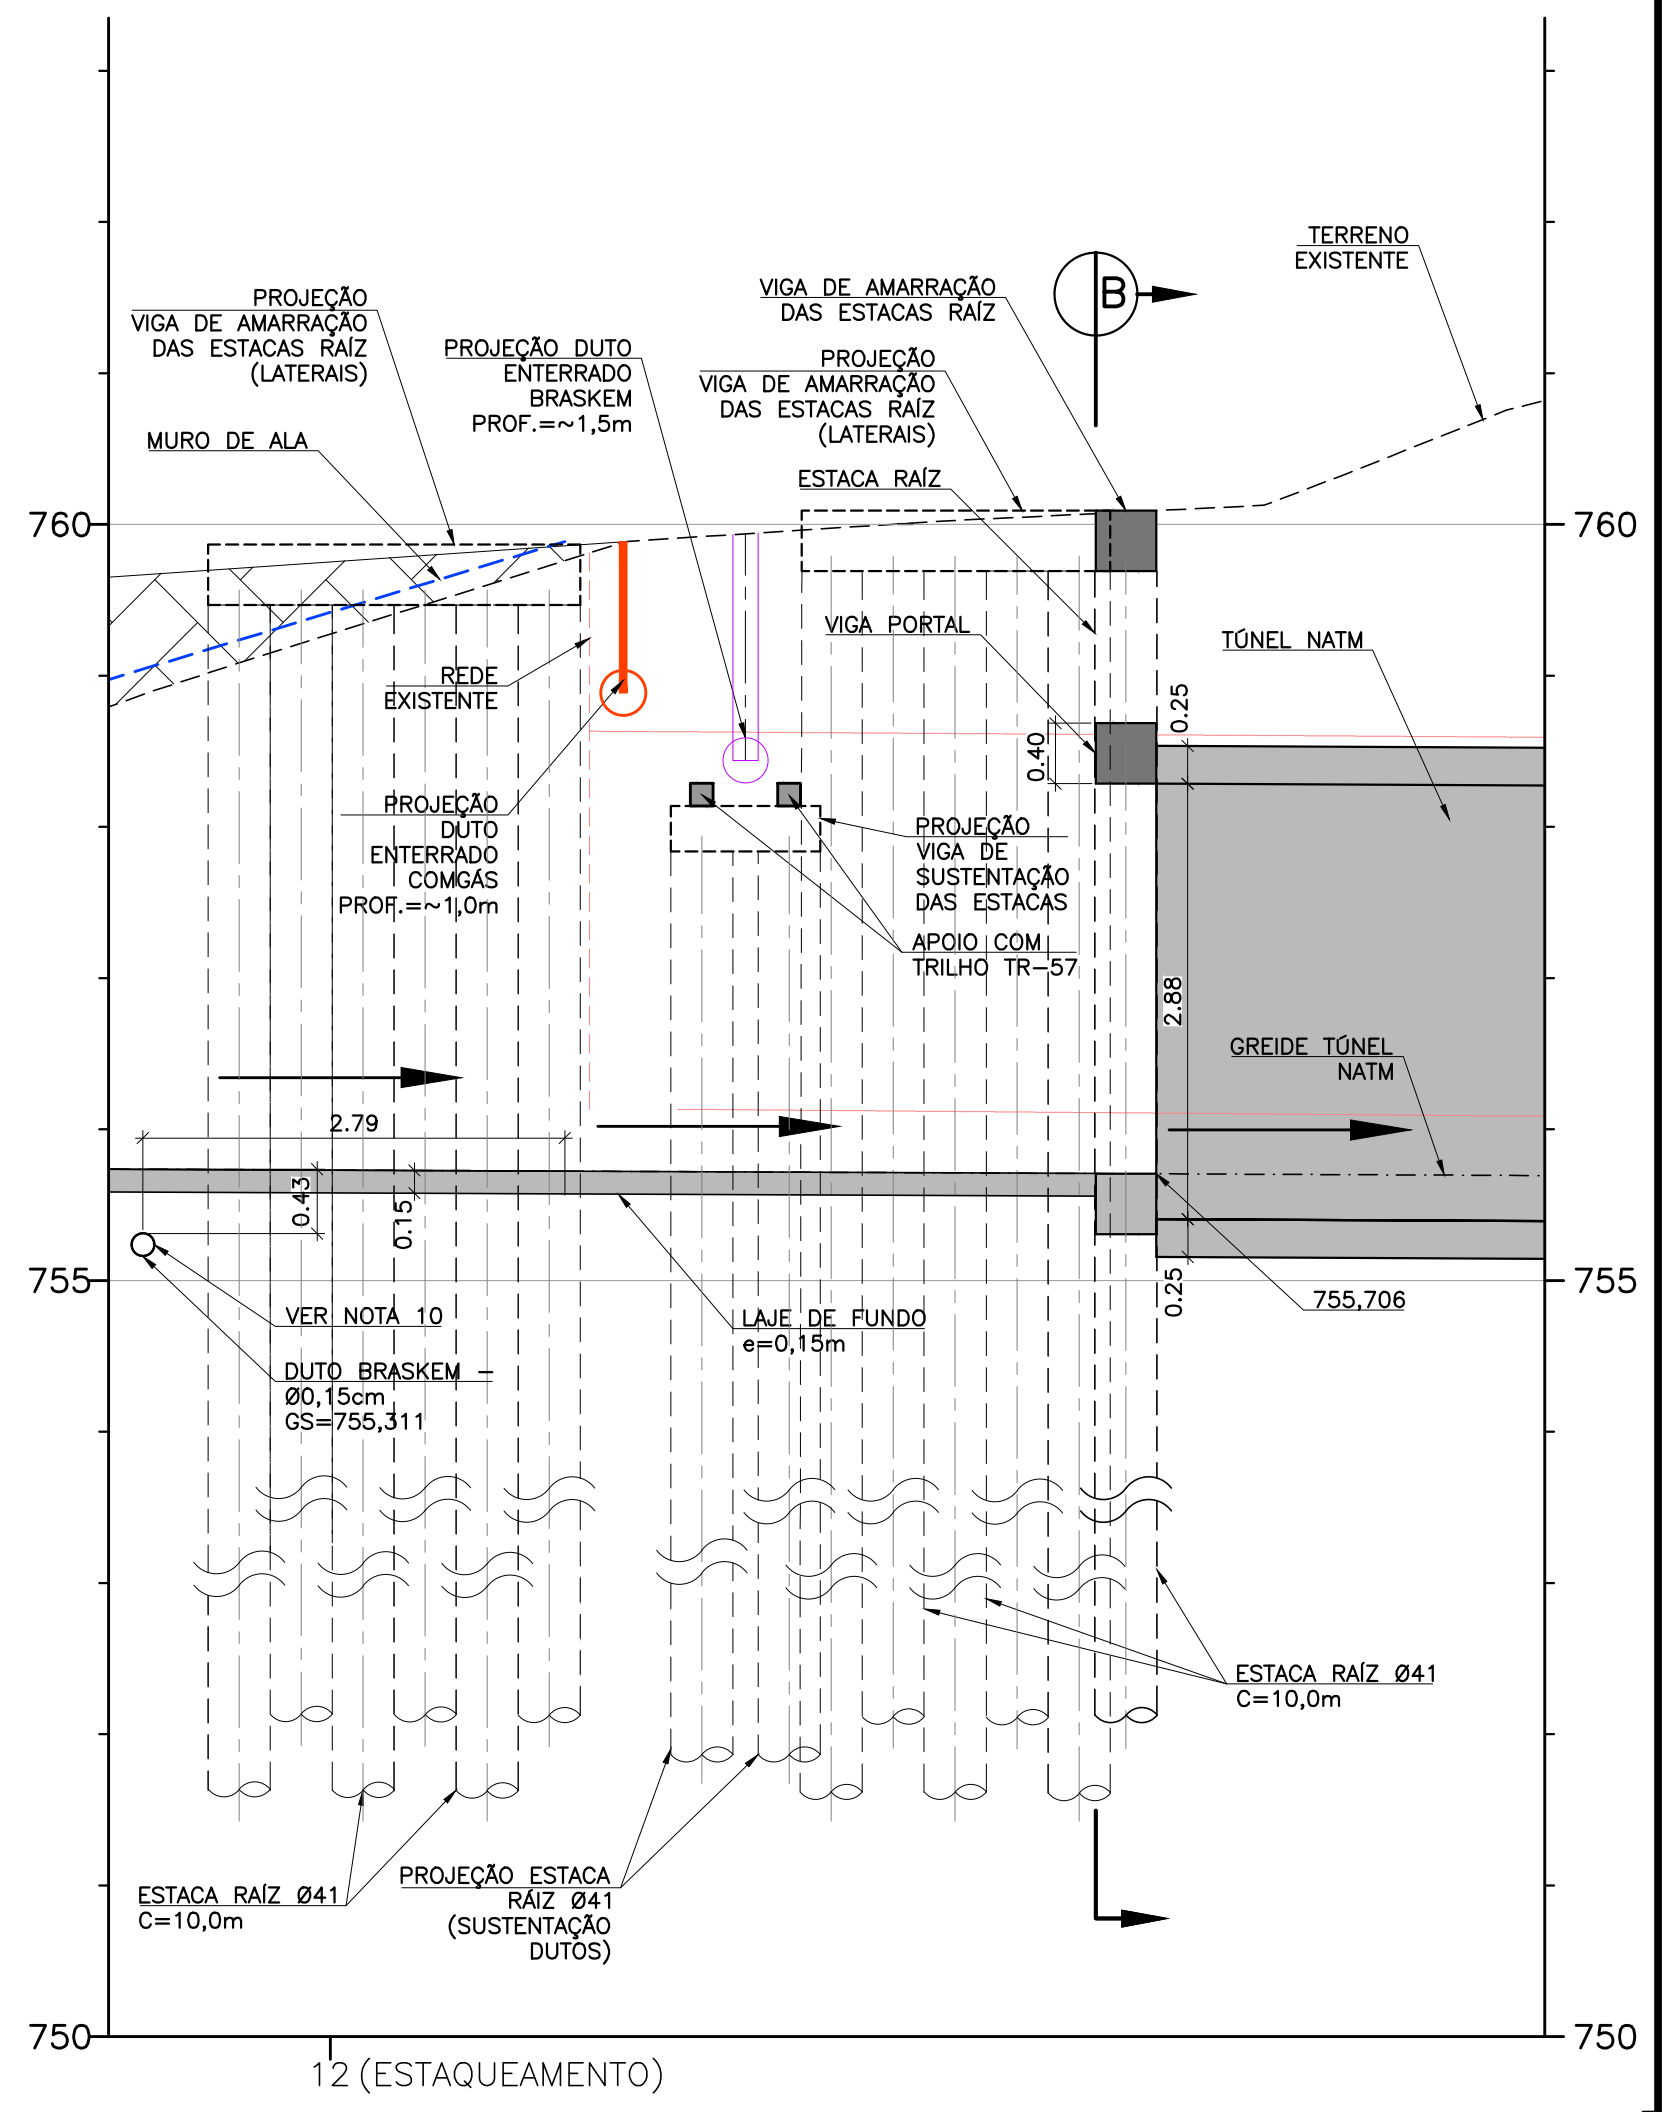 TERRENO
EXISTENTE
B
VIGA DE AMARRAÇÃO
DAS ESTACAS RAÍZ
PROJEÇÃO
VIGA DE AMARRAÇÃO
DAS ESTACAS RAÍZ
(LATERAIS)
PROJEÇÃO DUTO
ENTERRADO
BRASKEM
PROF.=~1,5m
PROJEÇÃO
VIGA DE AMARRAÇÃO
DAS ESTACAS RAÍZ
(LATERAIS)
MURO DE ALA
ESTACA RAÍZ
760
760
VIGA PORTAL
TÚNEL NATM
REDE
EXISTENTE
0.25
0.40
PROJEÇÃO
DUTO
ENTERRADO
COMGÁS
PROF.=~1,0m
PROJEÇÃO
VIGA DE
SUSTENTAÇÃO
DAS ESTACAS
APOIO COM
TRILHO TR-57
2.88
GREIDE TÚNEL
NATM
2.79
0.43
0.15
755
755
0.25
755,706
VER NOTA 10
LAJE DE FUNDO
e=0,15m
DUTO BRASKEM -
Ø0,15cm
GS=755,311
ESTACA RAÍZ Ø41
C=10,0m
ESTACA RAÍZ Ø41
C=10,0m
PROJEÇÃO ESTACA
RÁIZ Ø41
(SUSTENTAÇÃO
DUTOS)
750
750
12 (ESTAQUEAMENTO)